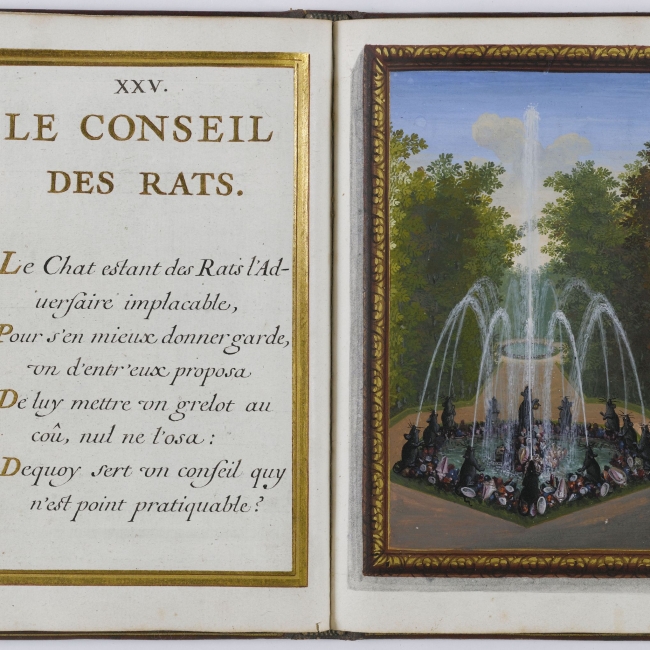 XXV.
LE CONSEIL
DES RATS.
Le Chat estant des Rats l'Ad-
uersaire implacable,
Pour s'en mieux donner garde,
vn d'entr'eux proposa
De luy mettre vn grelot au
coû, nul ne l'osa:
Dequoy sert vn conseil quy
n'est point pratiquable?